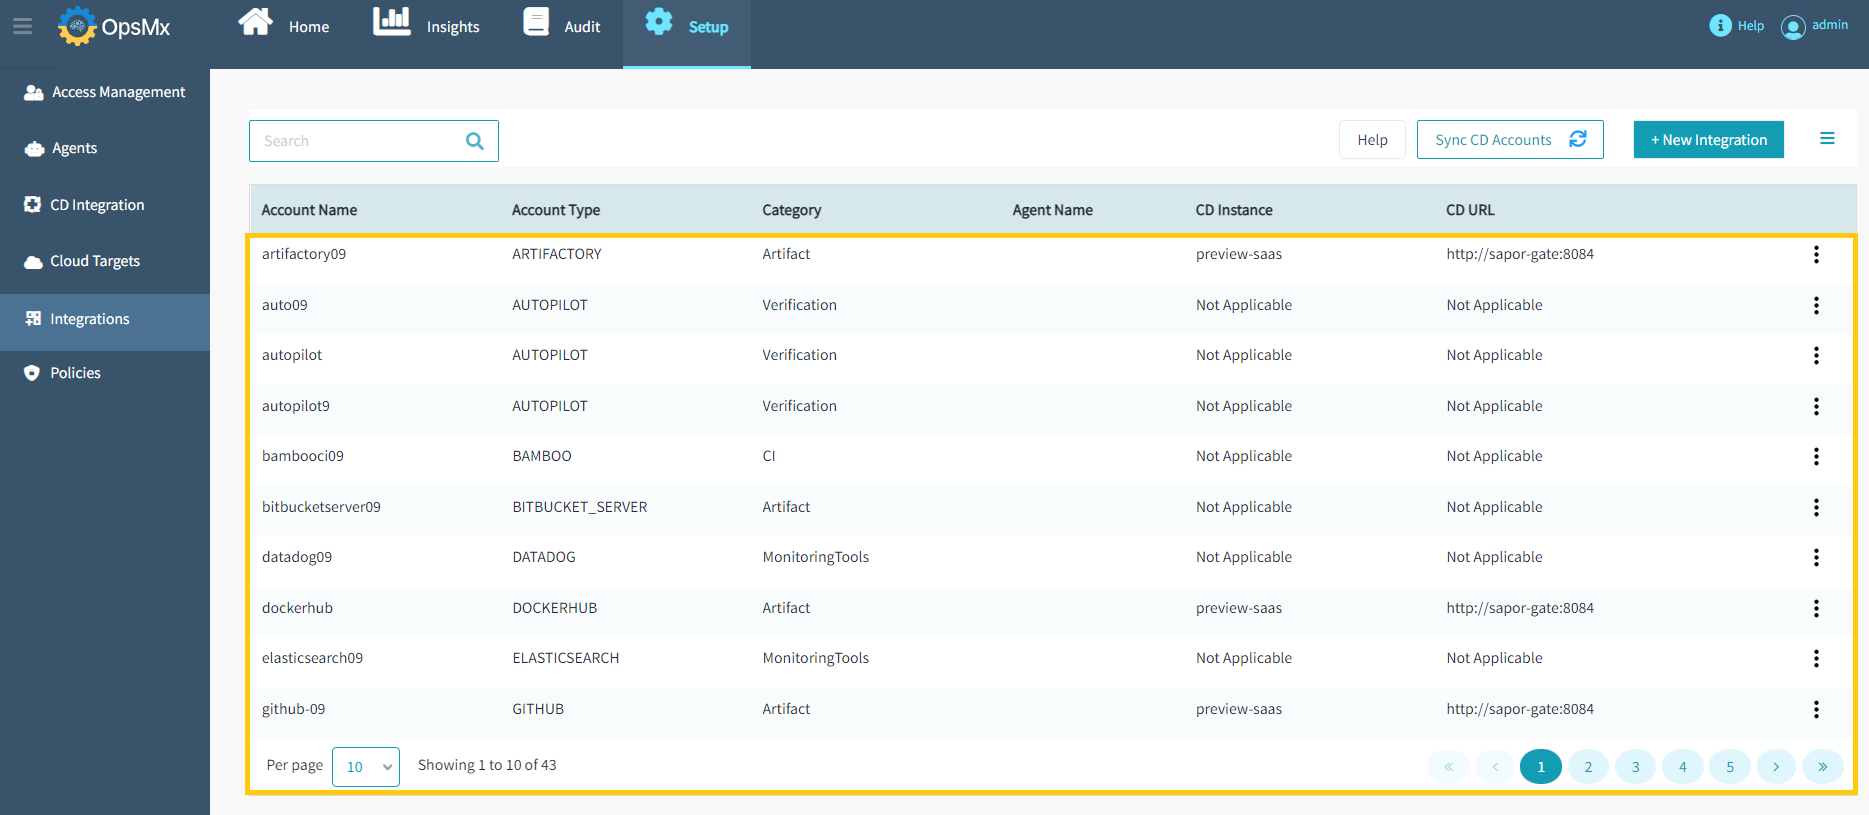 OpsMx Home Insights Audit Setup Help admin
Access Management
Agents
CD Integration
Cloud Targets
Integrations
Policies
Search Help Sync CD Accounts + New Integration
Account Name Account Type Category Agent Name CD Instance CD URL
artifactory09 ARTIFACTORY Artifact preview-saas http://sapor-gate:8084
auto09 AUTOPILOT Verification Not Applicable Not Applicable
autopilot AUTOPILOT Verification Not Applicable Not Applicable
autopilot9 AUTOPILOT Verification Not Applicable Not Applicable
bambooci09 BAMBOO CI Not Applicable Not Applicable
bitbucketserver09 BITBUCKET_SERVER Artifact Not Applicable Not Applicable
datadog09 DATADOG MonitoringTools Not Applicable Not Applicable
dockerhub DOCKERHUB Artifact preview-saas http://sapor-gate:8084
elasticsearch09 ELASTICSEARCH MonitoringTools Not Applicable Not Applicable
github-09 GITHUB Artifact preview-saas http://sapor-gate:8084
Per page 10 Showing 1 to 10 of 43 « ‹ 1 2 3 4 5 › »